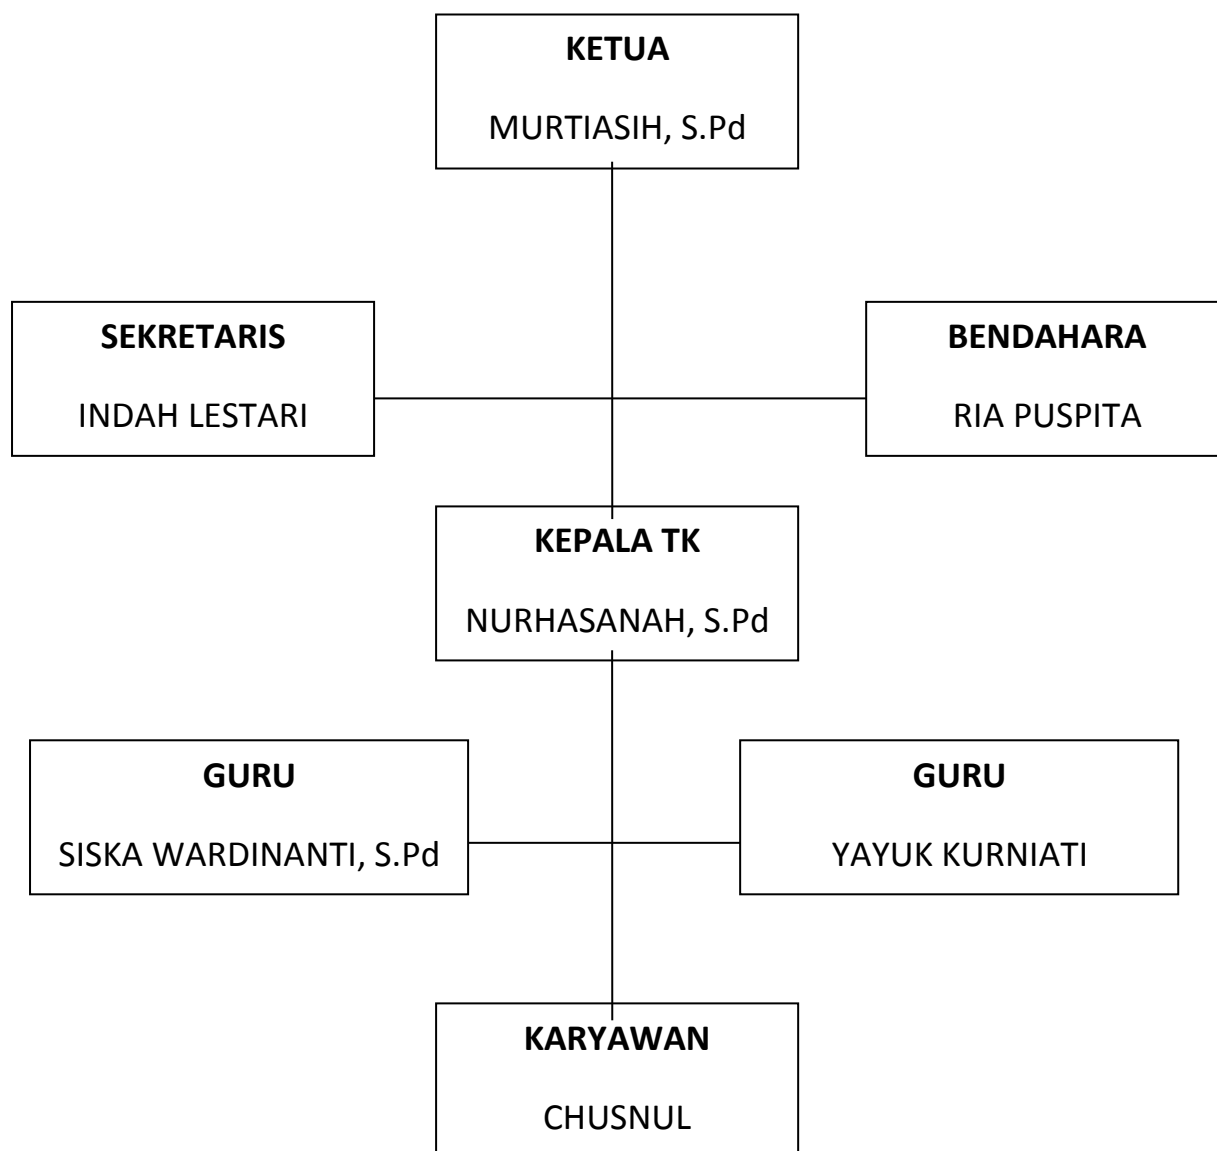 KETUA
MURTIASIH, S.Pd
SEKRETARIS
INDAH LESTARI
BENDAHARA
RIA PUSPITA
KEPALA TK
NURHASANAH, S.Pd
GURU
SISKA WARDINANTI, S.Pd
GURU
YAYUK KURNIATI
KARYAWAN
CHUSNUL